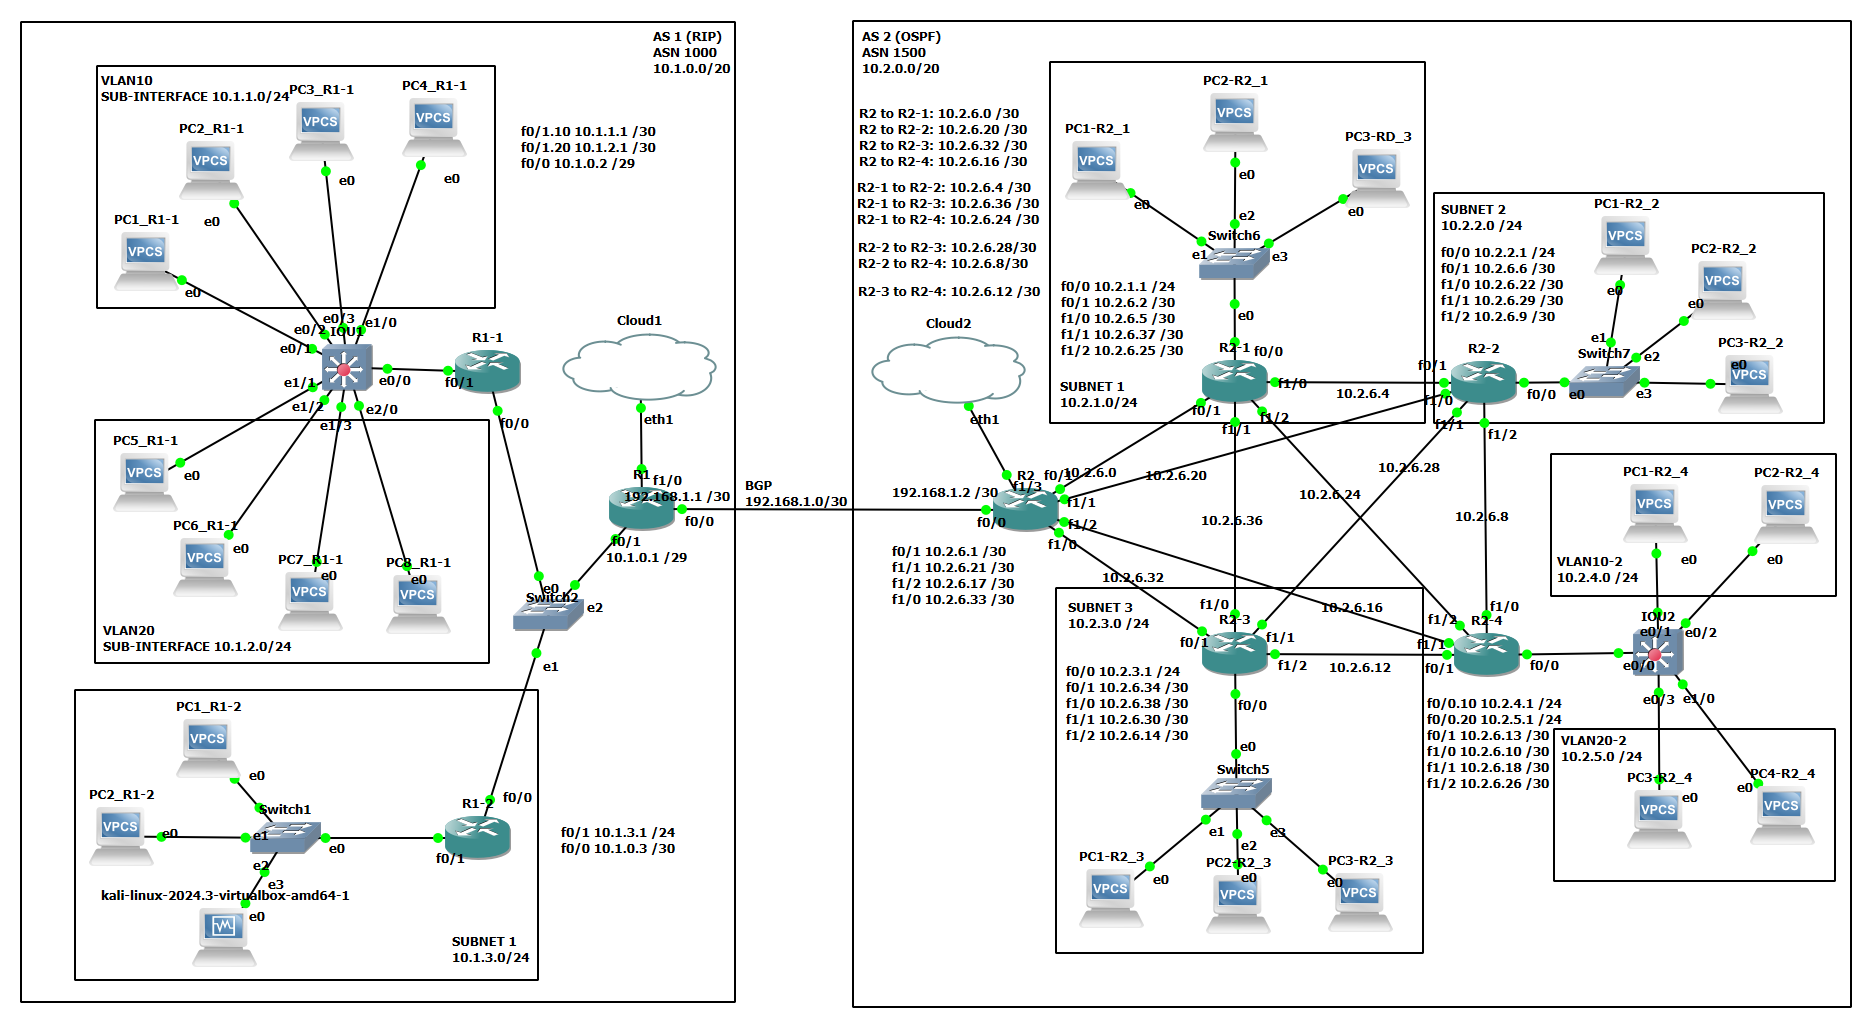 AS 1 (RIP)
ASN 1000
10.1.0.0/20
VLAN10
SUB-INTERFACE 10.1.1.0/24
PC3_R1-1
VPCS
e0
PC4_R1-1
VPCS
e0
PC2_R1-1
VPCS
e0
PC1_R1-1
VPCS
e0
f0/1.10 10.1.1.1 /30
f0/1.20 10.1.2.1 /30
f0/0 10.1.0.2 /29
e0/3
e1/0
e0/2
IOU1
e0/1
e0/0
e1/1
e1/2
e1/3
e2/0
R1-1
f0/1
f0/0
Cloud1
eth1
PC5_R1-1
VPCS
e0
PC6_R1-1
VPCS
e0
PC7_R1-1
VPCS
e0
PC8_R1-1
VPCS
e0
VLAN20
SUB-INTERFACE 10.1.2.0/24
R1
f1/0
192.168.1.1 /30
f0/0
f0/1
10.1.0.1 /29
BGP
192.168.1.0/30
e0
Switch2
e2
e1
PC1_R1-2
VPCS
e0
PC2_R1-2
VPCS
e0
Switch1
e1
e0
e2
e3
kali-linux-2024.3-virtualbox-amd64-1
e0
R1-2
f0/0
f0/1
f0/1 10.1.3.1 /24
f0/0 10.1.0.3 /30
SUBNET 1
10.1.3.0/24
AS 2 (OSPF)
ASN 1500
10.2.0.0/20
R2 to R2-1: 10.2.6.0 /30
R2 to R2-2: 10.2.6.20 /30
R2 to R2-3: 10.2.6.32 /30
R2 to R2-4: 10.2.6.16 /30
R2-1 to R2-2: 10.2.6.4 /30
R2-1 to R2-3: 10.2.6.36 /30
R2-1 to R2-4: 10.2.6.24 /30
R2-2 to R2-3: 10.2.6.28/30
R2-2 to R2-4: 10.2.6.8/30
R2-3 to R2-4: 10.2.6.12 /30
Cloud2
eth1
PC2-R2_1
VPCS
e0
PC1-R2_1
VPCS
e0
PC3-RD_3
VPCS
e0
e2
Switch6
e1
e3
e0
f0/0 10.2.1.1 /24
f0/1 10.2.6.2 /30
f1/0 10.2.6.5 /30
f1/1 10.2.6.37 /30
f1/2 10.2.6.25 /30
SUBNET 1
10.2.1.0/24
R2-1
f0/0
f1/0
f0/1
f1/2
f1/1
SUBNET 2
10.2.2.0 /24
f0/0 10.2.2.1 /24
f0/1 10.2.6.6 /30
f1/0 10.2.6.22 /30
f1/1 10.2.6.29 /30
f1/2 10.2.6.9 /30
PC1-R2_2
VPCS
e0
PC2-R2_2
VPCS
e0
PC3-R2_2
VPCS
e0
e1
Switch7
e2
e0
e3
R2-2
f0/1
f0/0
f1/0
f1/1
f1/2
10.2.6.4
10.2.6.0
10.2.6.20
10.2.6.28
10.2.6.24
10.2.6.36
10.2.6.8
10.2.6.32
10.2.6.16
10.2.6.12
192.168.1.2 /30
R2
f0/1
f1/3
f1/1
f0/0
f1/2
f1/0
f0/1 10.2.6.1 /30
f1/1 10.2.6.21 /30
f1/2 10.2.6.17 /30
f1/0 10.2.6.33 /30
SUBNET 3
10.2.3.0 /24
f1/0
R2-3
f0/1
f1/1
f1/2
f0/0
f0/0 10.2.3.1 /24
f0/1 10.2.6.34 /30
f1/0 10.2.6.38 /30
f1/1 10.2.6.30 /30
f1/2 10.2.6.14 /30
e0
Switch5
e1
e2
e3
PC1-R2_3
VPCS
e0
PC2-R2_3
VPCS
e0
PC3-R2_3
VPCS
e0
f1/0
f1/2
R2-4
f1/1
f0/1
f0/0
f0/0.10 10.2.4.1 /24
f0/0.20 10.2.5.1 /24
f0/1 10.2.6.13 /30
f1/0 10.2.6.10 /30
f1/1 10.2.6.18 /30
f1/2 10.2.6.26 /30
PC1-R2_4
VPCS
e0
PC2-R2_4
VPCS
e0
VLAN10-2
10.2.4.0 /24
IOU2
e0/1
e0/2
e0/0
e0/3
e1/0
VLAN20-2
10.2.5.0 /24
PC3-R2_4
VPCS
e0
PC4-R2_4
VPCS
e0